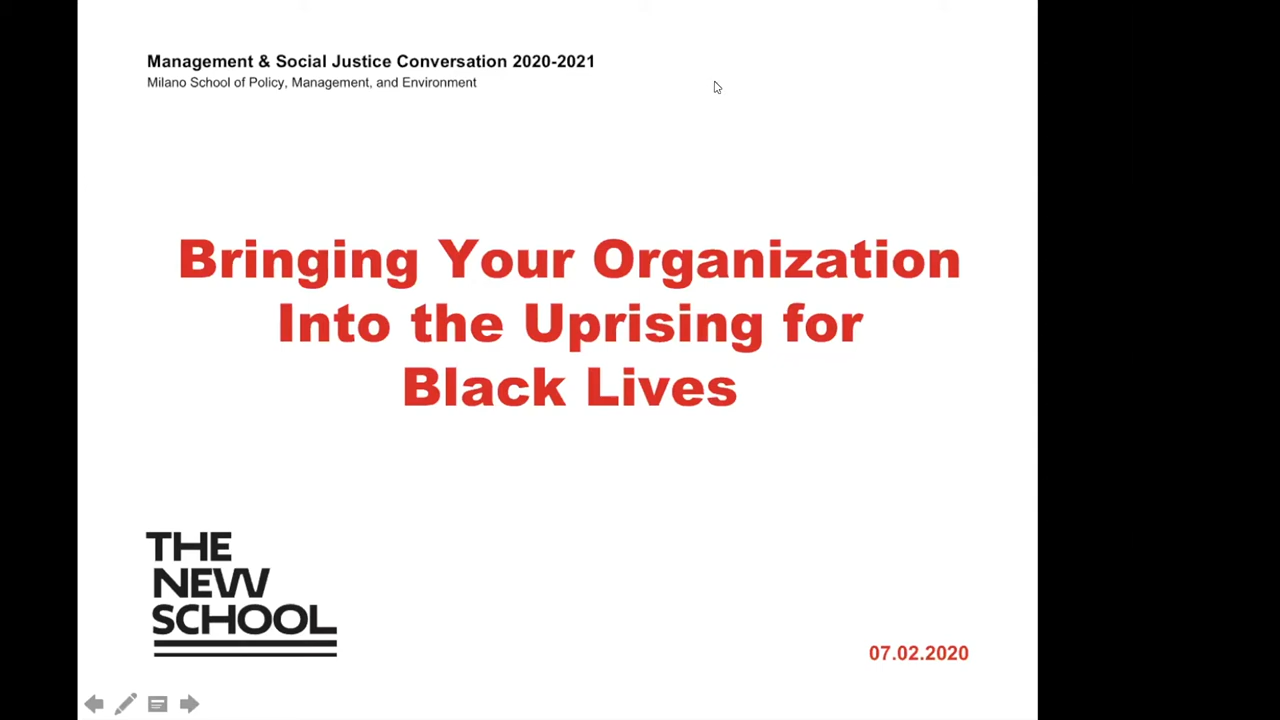 Management & Social Justice Conversation 2020-2021
Milano School of Policy, Management, and Environment
Bringing Your Organization
Into the Uprising for
Black Lives
THE
NEW
SCHOOL
07.02.2020